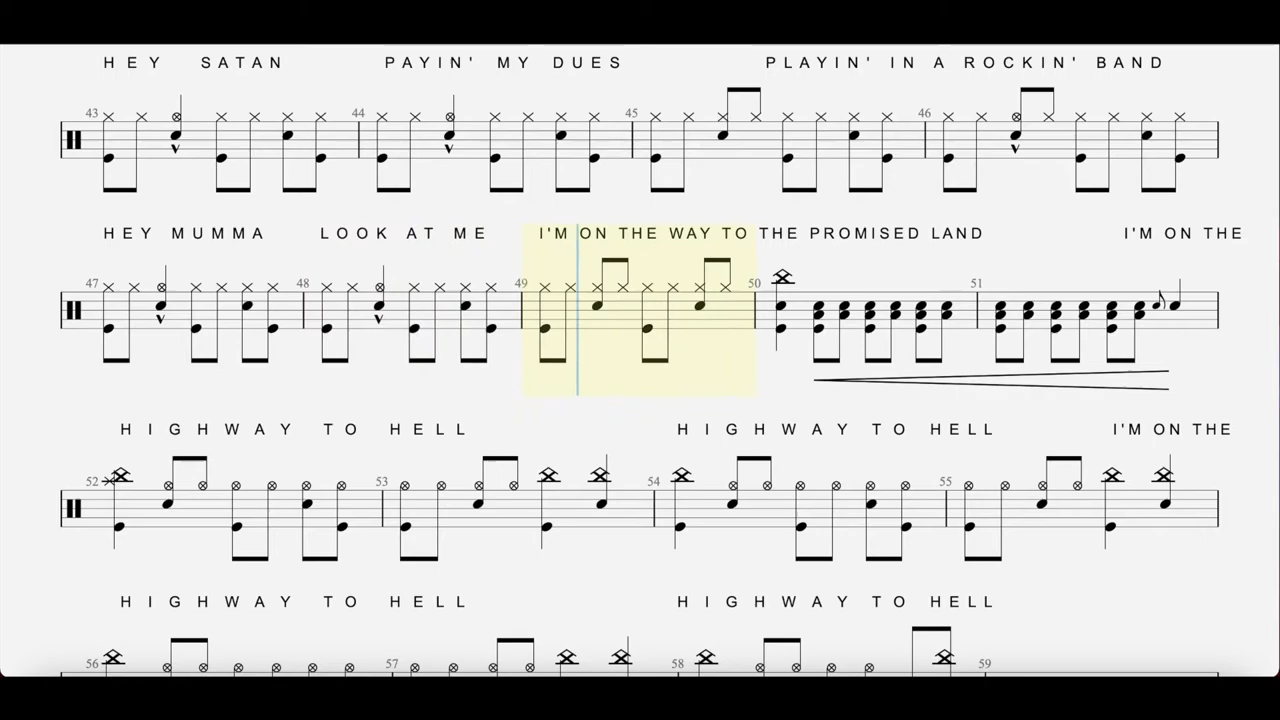 HEY SATAN PAYIN' MY DUES PLAYIN' IN A ROCKIN' BAND
43 44 45 46
HEY MUMMA LOOK AT ME I'M ON THE WAY TO THE PROMISED LAND I'M ON THE
47 48 49 50 51
HIGHWAY TO HELL HIGHWAY TO HELL I'M ON THE
52 53 54 55
HIGHWAY TO HELL HIGHWAY TO HELL
56 57 58 59